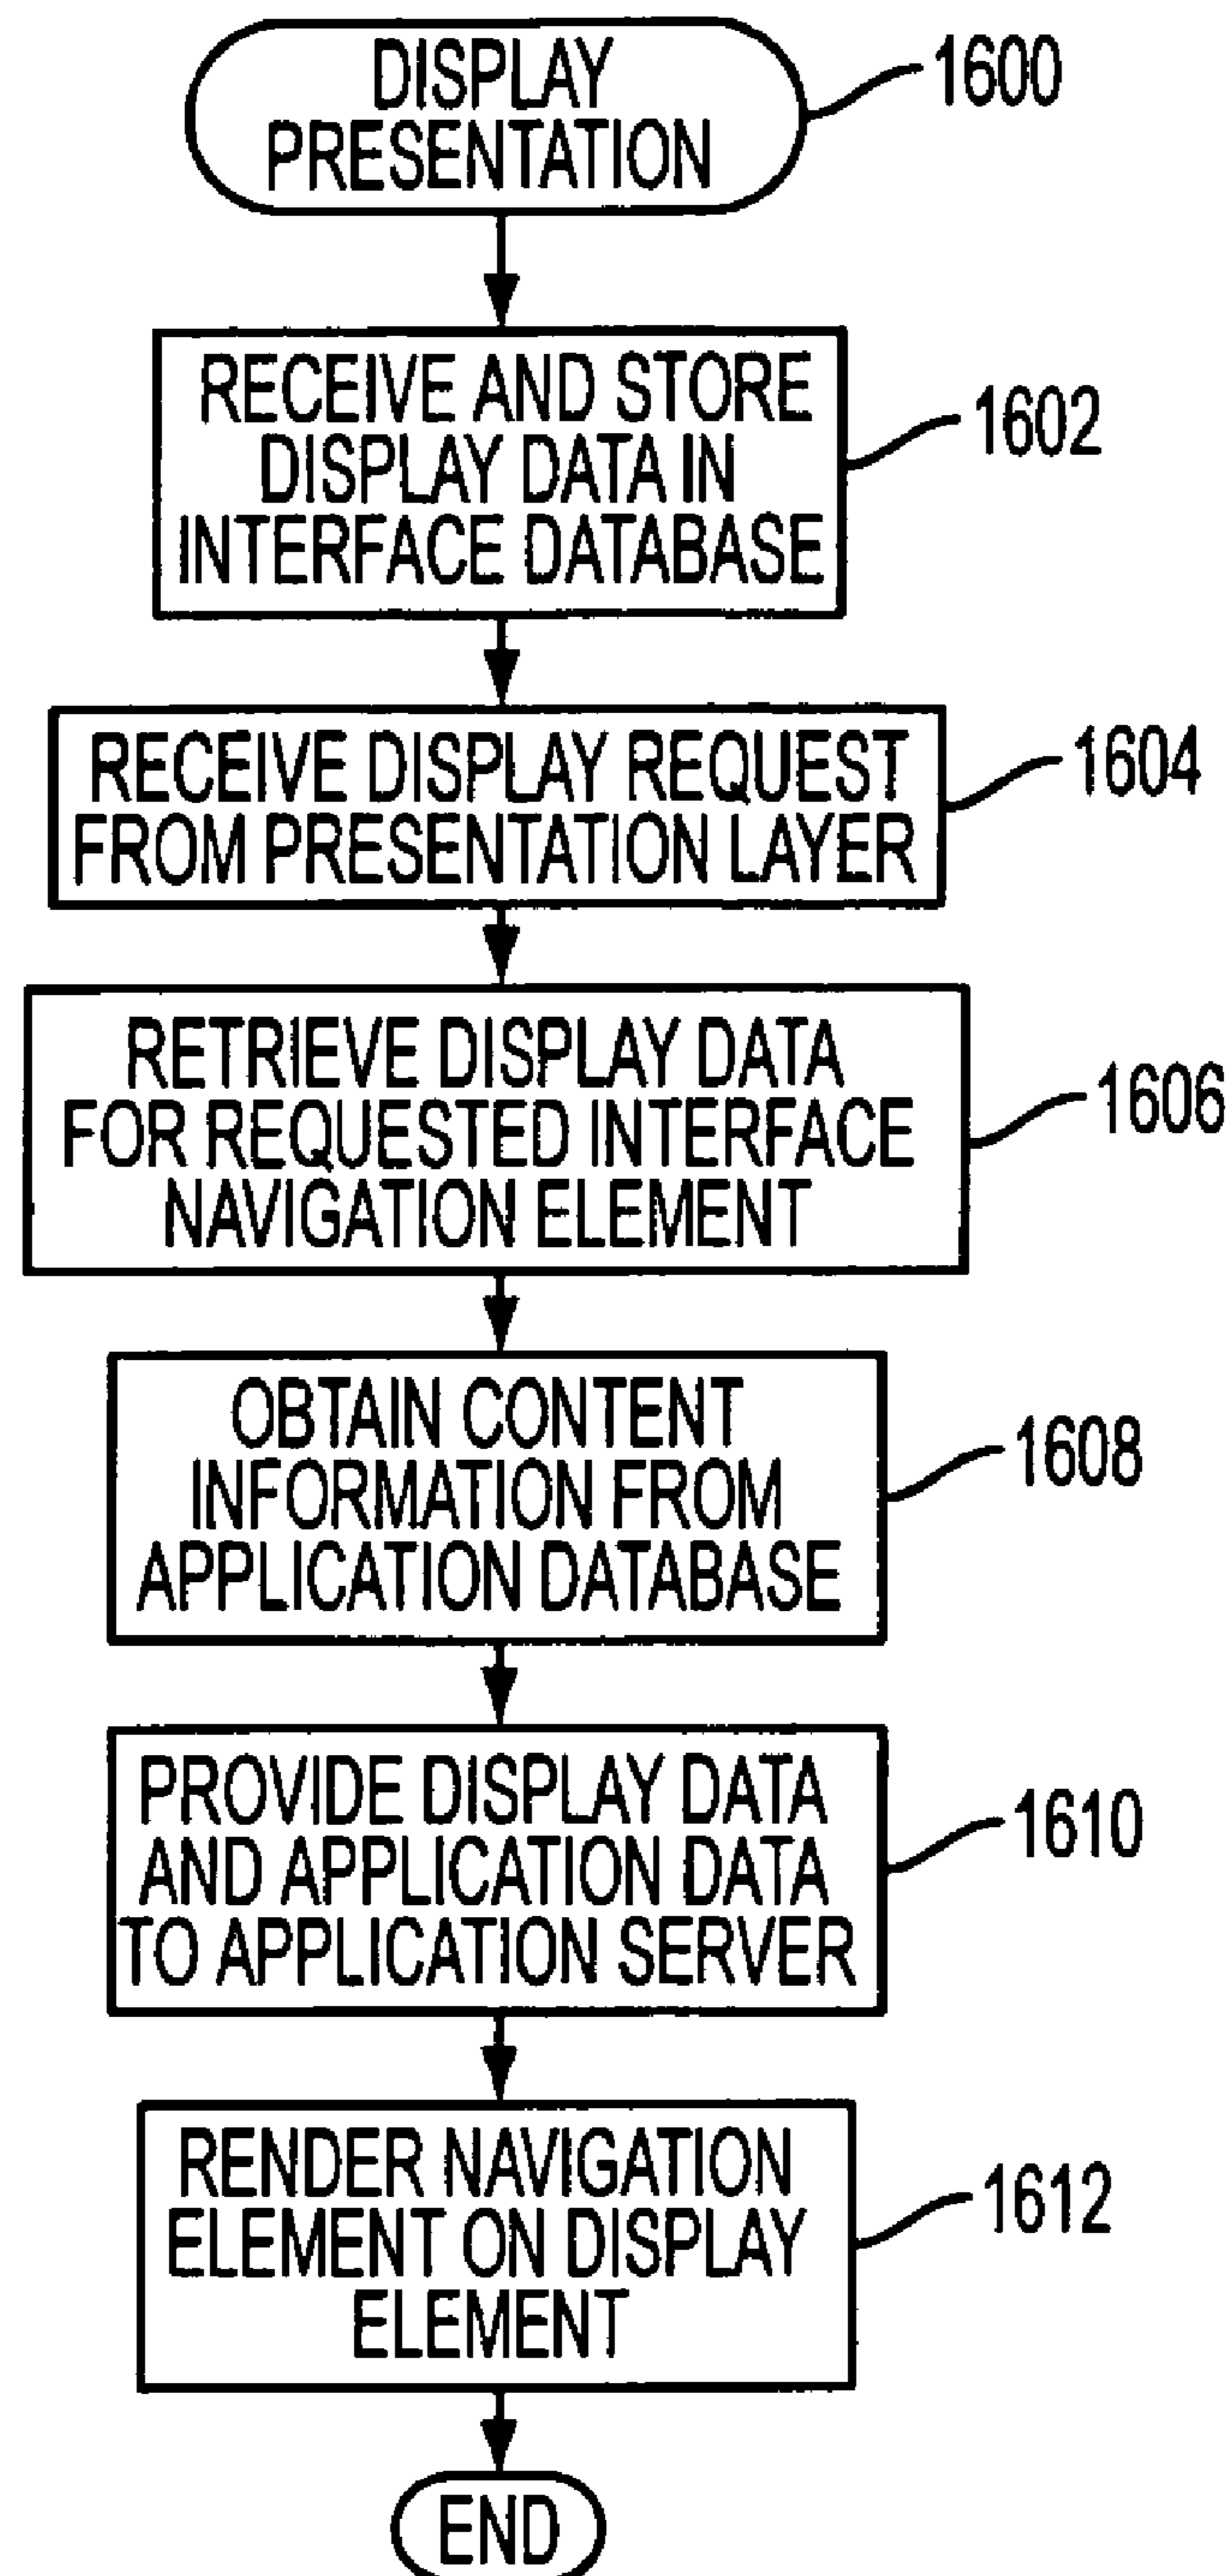 DISPLAY
PRESENTATION
1600
RECEIVE AND STORE
DISPLAY DATA IN
INTERFACE DATABASE
1602
RECEIVE DISPLAY REQUEST
FROM PRESENTATION LAYER
1604
RETRIEVE DISPLAY DATA
FOR REQUESTED INTERFACE
NAVIGATION ELEMENT
1606
OBTAIN CONTENT
INFORMATION FROM
APPLICATION DATABASE
1608
PROVIDE DISPLAY DATA
AND APPLICATION DATA
TO APPLICATION SERVER
1610
RENDER NAVIGATION
ELEMENT ON DISPLAY
ELEMENT
1612
END